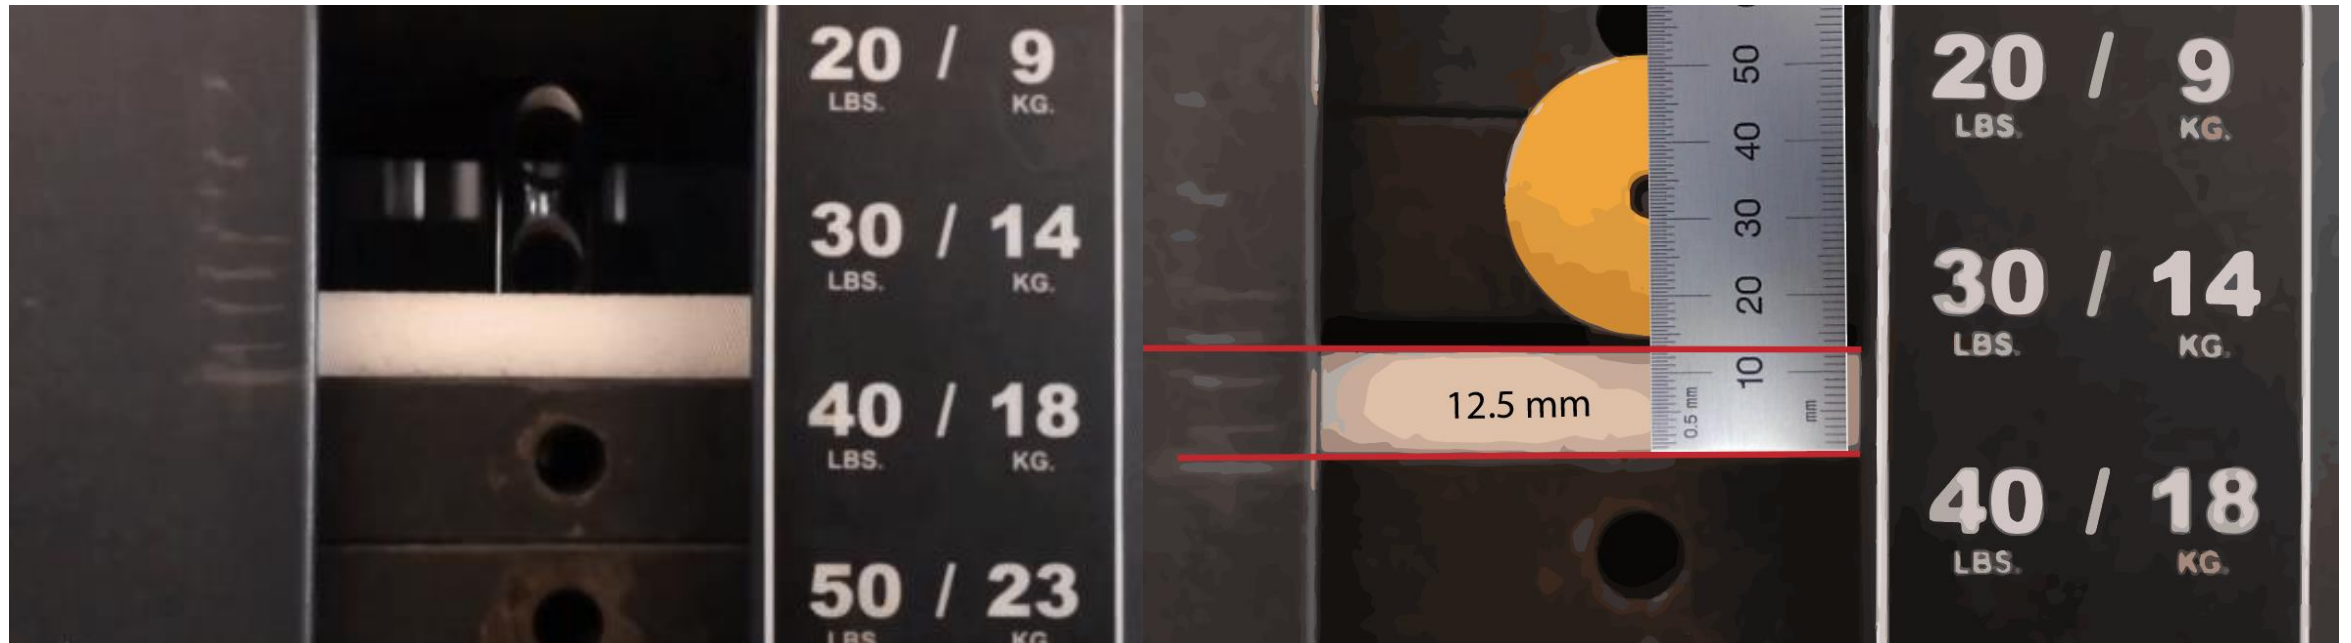 20 / 9
LBS. KG.
30 / 14
LBS. KG.
40 / 18
LBS. KG.
50 / 23
LBS. KG.
50
40
30
20
10
0.5 mm
mm
12.5 mm
20 / 9
LBS. KG.
30 / 14
LBS. KG.
40 / 18
LBS. KG.